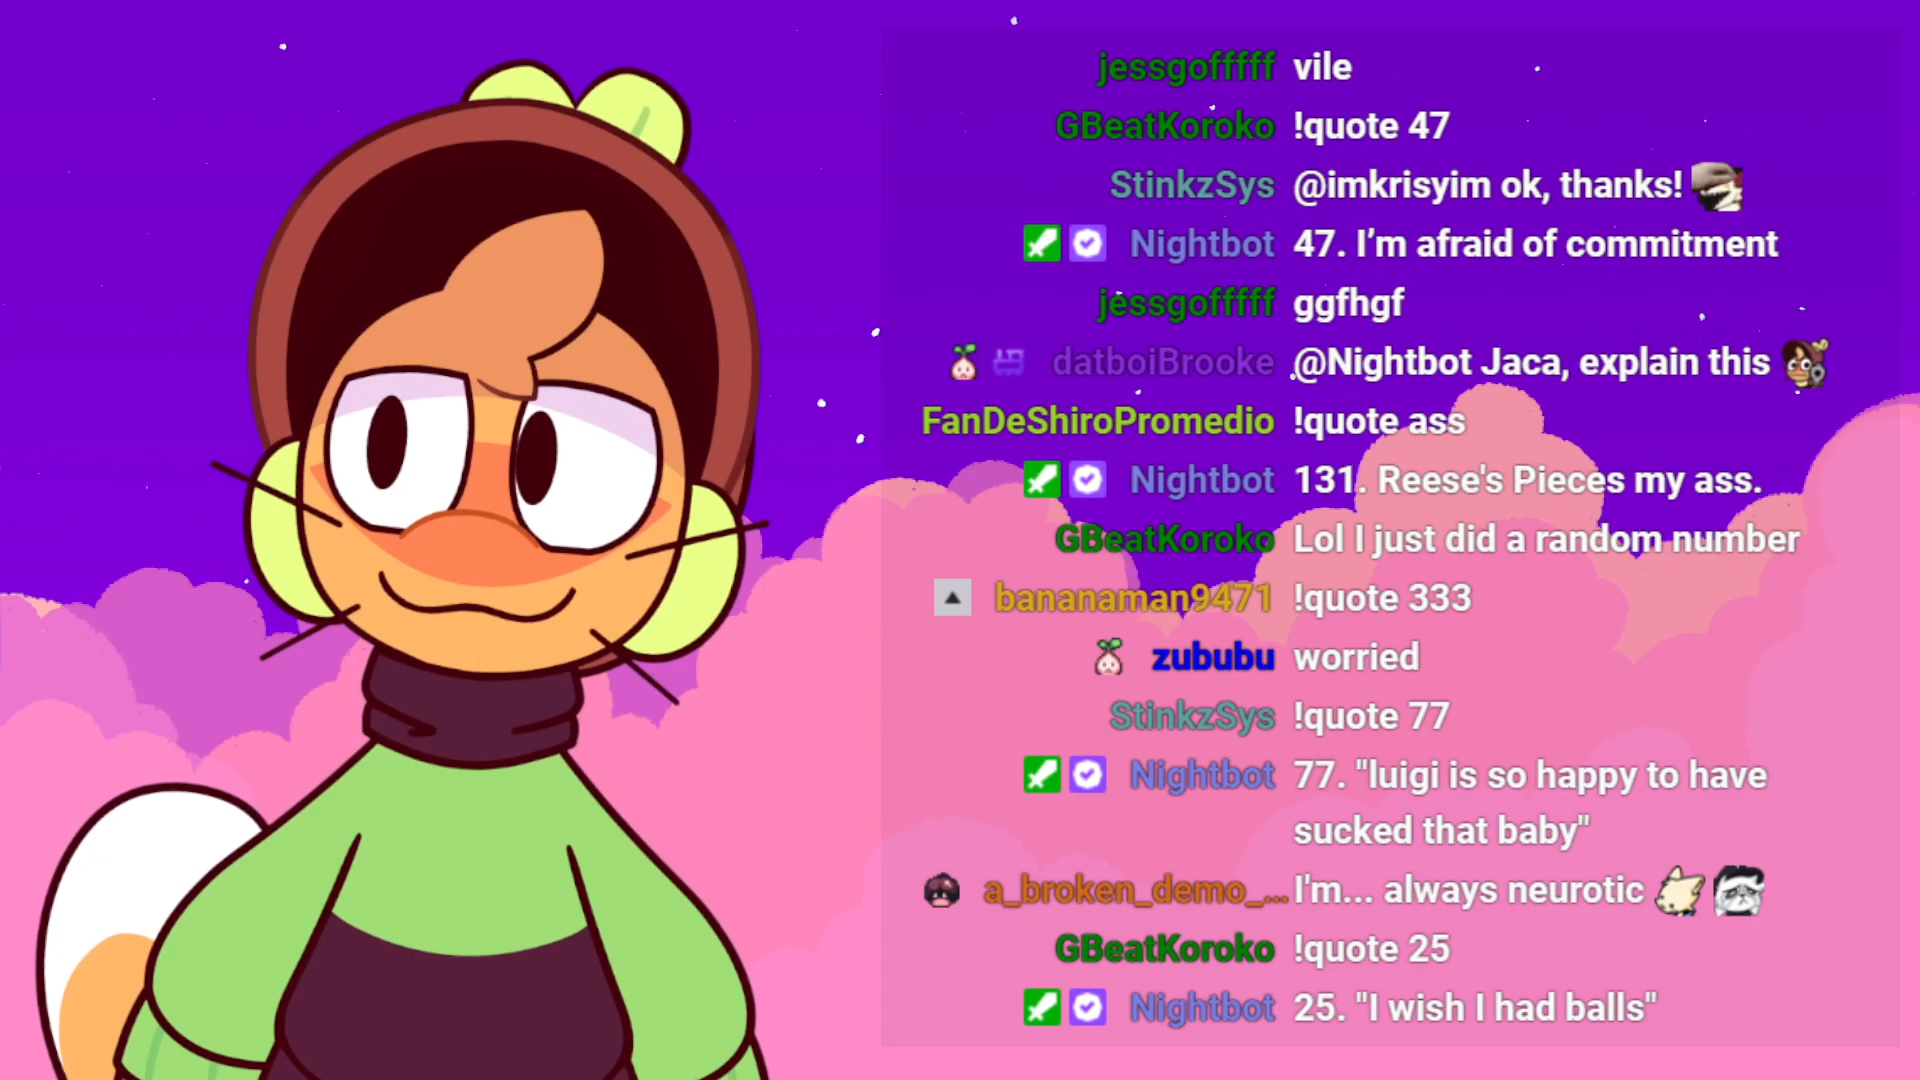 jessgofffff vile
GBeatKoroko !quote 47
StinkzSys @imkrisyim ok, thanks!
Nightbot 47. I’m afraid of commitment
jessgofffff ggfhgf
datboiBrooke @Nightbot Jaca, explain this
FanDeShiroPromedio !quote ass
Nightbot 131. Reese's Pieces my ass.
GBeatKoroko Lol I just did a random number
bananaman9471 !quote 333
zububu worried
StinkzSys !quote 77
Nightbot 77. "luigi is so happy to have
sucked that baby"
a_broken_demo_... I'm... always neurotic
GBeatKoroko !quote 25
Nightbot 25. "I wish I had balls"